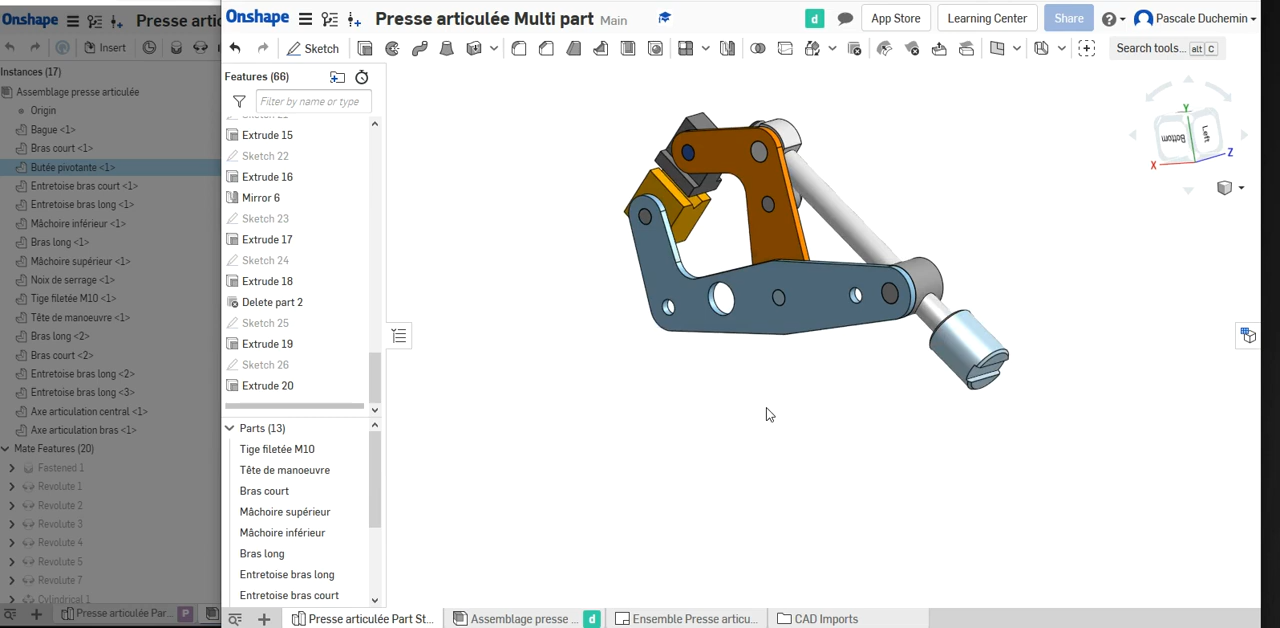 Onshape Presse artic
Insert
Instances (17)
Assemblage presse articulée
Origin
Bague <1>
Bras court <1>
Butée pivotante <1>
Entretoise bras court <1>
Entretoise bras long <1>
Mâchoire inférieur <1>
Bras long <1>
Mâchoire supérieur <1>
Noix de serrage <1>
Tige filetée M10 <1>
Tête de manoeuvre <1>
Bras long <2>
Bras court <2>
Entretoise bras long <2>
Entretoise bras long <3>
Axe articulation central <1>
Axe articulation bras <1>
Mate Features (20)
Fastened 1
Revolute 1
Revolute 2
Revolute 3
Revolute 4
Revolute 5
Revolute 7
Cylindrical 1
Presse articulée Par... P
Onshape Presse articulée Multi part Main d App Store Learning Center Share Pascale Duchemin
Sketch Search tools... alt C
Features (66)
Filter by name or type
Extrude 15
Sketch 22
Extrude 16
Mirror 6
Sketch 23
Extrude 17
Sketch 24
Extrude 18
Delete part 2
Sketch 25
Extrude 19
Sketch 26
Extrude 20
Parts (13)
Tige filetée M10
Tête de manoeuvre
Bras court
Mâchoire supérieur
Mâchoire inférieur
Bras long
Entretoise bras long
Entretoise bras court
Y
Bottom Left
X Z
Presse articulée Part St... Assemblage presse ... d Ensemble Presse articu... CAD Imports